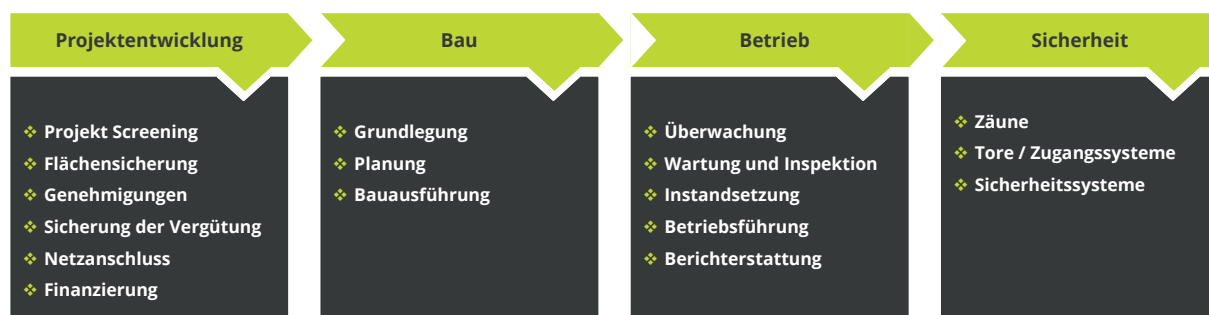 Projektentwicklung
Projekt Screening
Flächensicherung
Genehmigungen
Sicherung der Vergütung
Netzanschluss
Finanzierung
Bau
Grundlegung
Planung
Bauausführung
Betrieb
Überwachung
Wartung und Inspektion
Instandsetzung
Betriebsführung
Berichterstattung
Sicherheit
Zäune
Tore / Zugangssysteme
Sicherheitssysteme